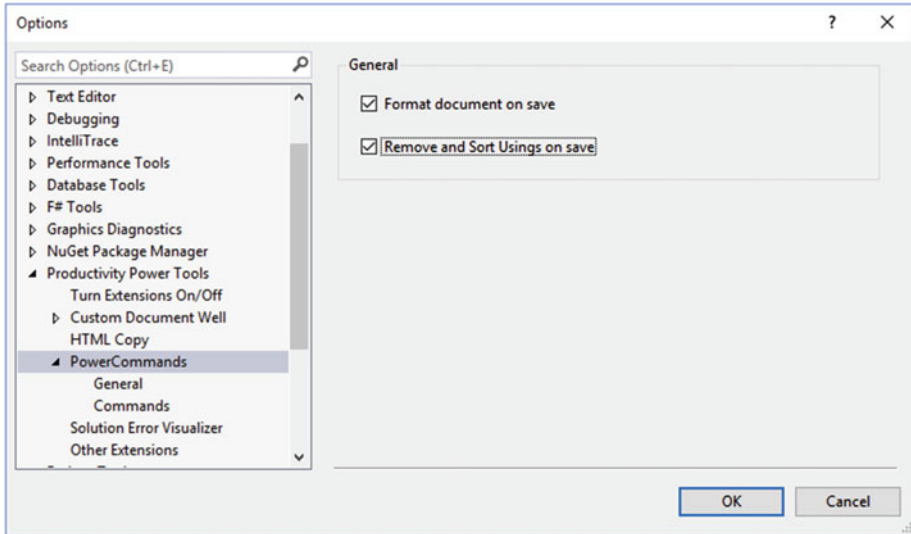 Options
?
Search Options (Ctrl+E)
Text Editor
Debugging
IntelliTrace
Performance Tools
Database Tools
F# Tools
Graphics Diagnostics
NuGet Package Manager
Productivity Power Tools
Turn Extensions On/Off
Custom Document Well
HTML Copy
PowerCommands
General
Commands
Solution Error Visualizer
Other Extensions
General
Format document on save
Remove and Sort Usings on save
OK
Cancel